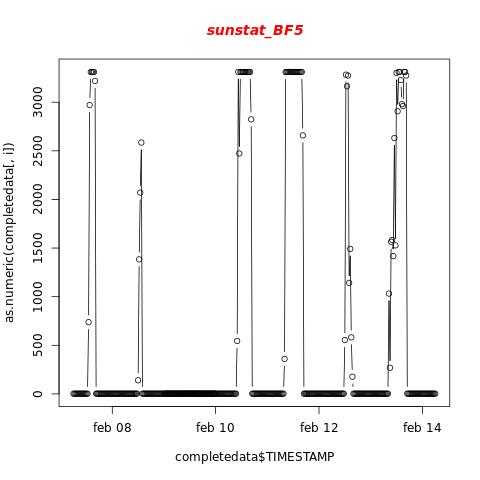 sunstat_BF5
3000
2500
2000
1500
1000
500
0
as.numeric(completedata[, i])
feb 08
feb 10
feb 12
feb 14
completedata$TIMESTAMP